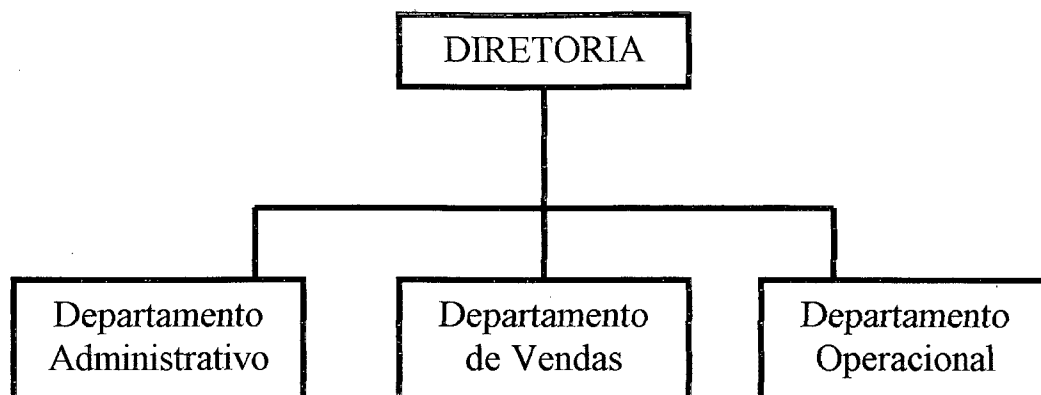 DIRETORIA
Departamento
Administrativo
Departamento
de Vendas
Departamento
Operacional